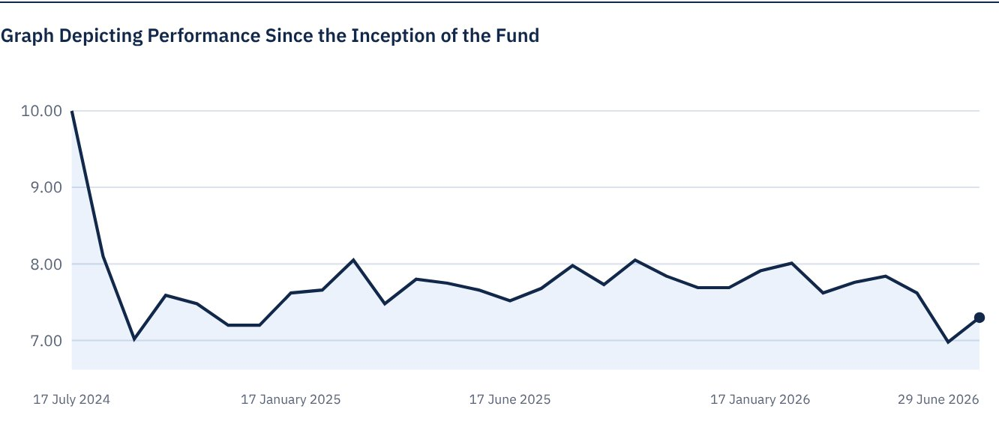 Graph Depicting Performance Since the Inception of the Fund
10.00
9.00
8.00
7.00
17 July 2024
17 January 2025
17 June 2025
17 January 2026
29 June 2026